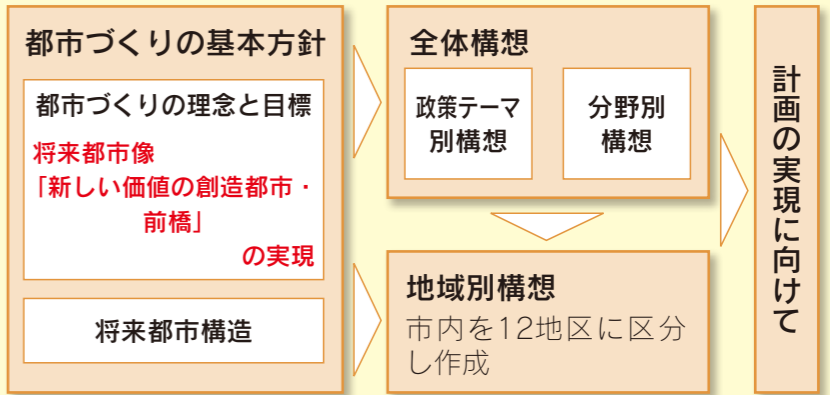 都市づくりの基本方針
都市づくりの理念と目標
将来都市像
「新しい価値の創造都市・
前橋」
の実現
将来都市構造
全体構想
政策テーマ
別構想
分野別
構想
地域別構想
市内を12地区に区分
し作成
計画の実現に向けて